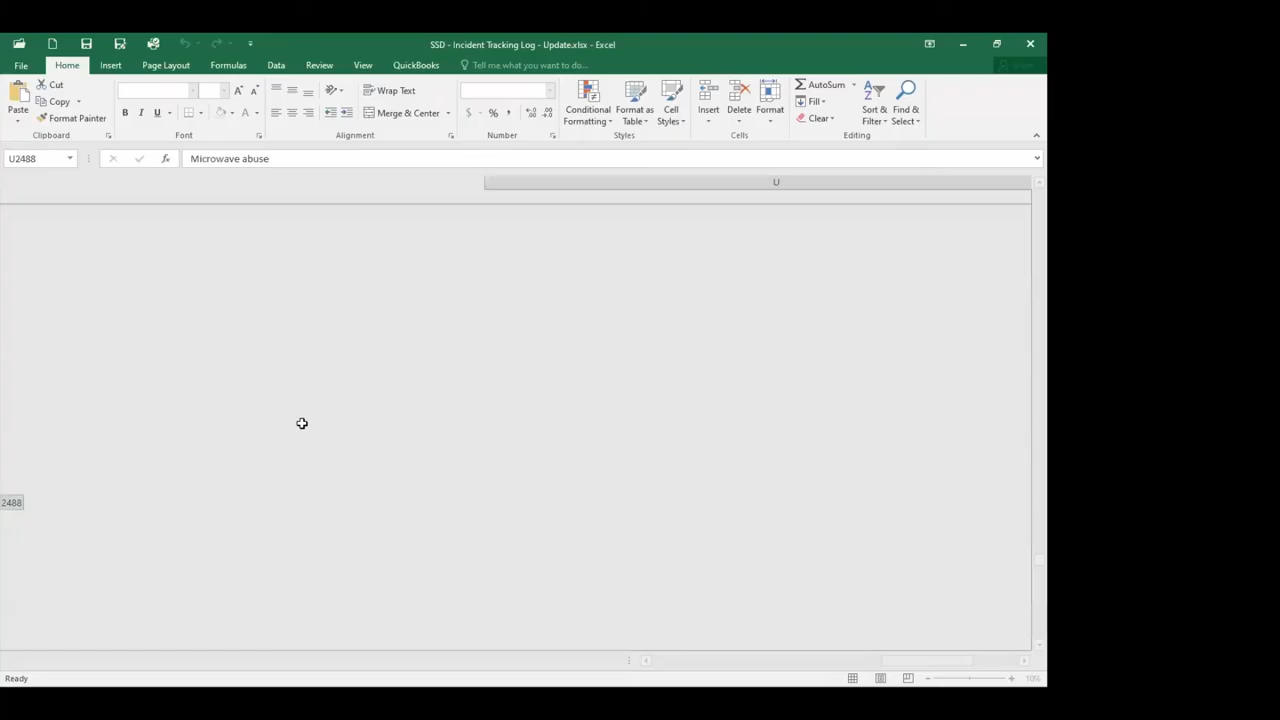 SSD - Incident Tracking Log - Update.xlsx - Excel
File Home Insert Page Layout Formulas Data Review View QuickBooks Tell me what you want to do...
Paste
Cut
Copy
Format Painter
Clipboard
B I U
A
Font
Wrap Text
Merge & Center
Alignment
$ % ,
Number
Conditional Formatting
Format as Table
Cell Styles
Styles
Insert
Delete
Format
Cells
AutoSum
Fill
Clear
Sort & Filter
Find & Select
Editing
U2488
fx
Microwave abuse
U
2488
Ready
10%